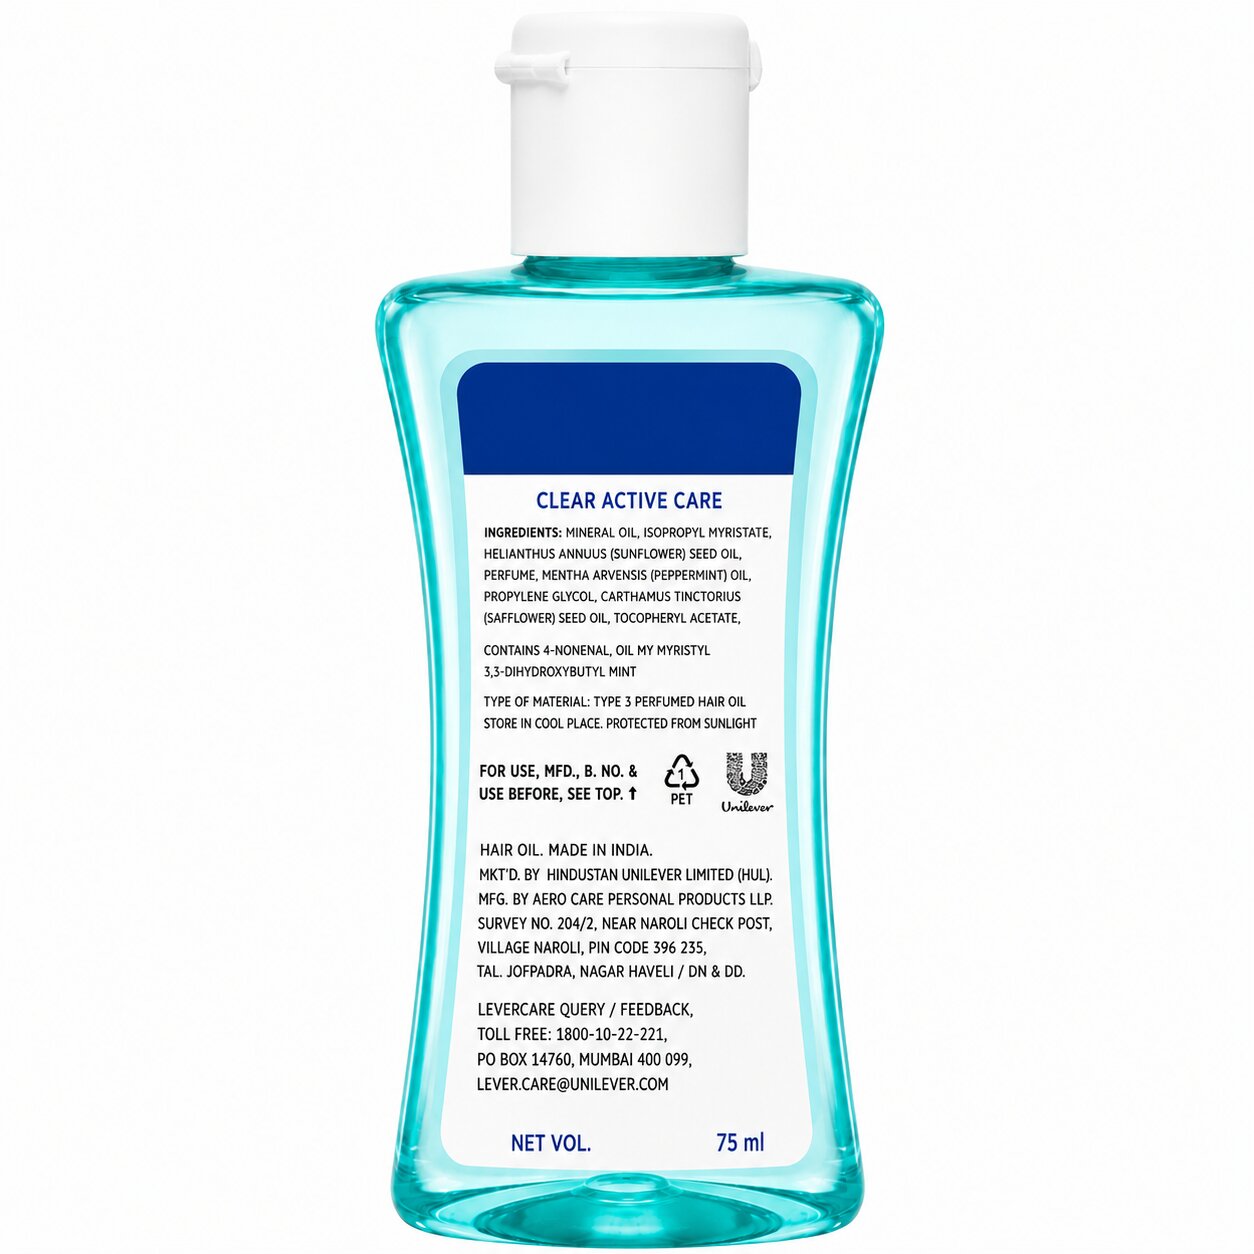 CLEAR ACTIVE CARE
INGREDIENTS: MINERAL OIL, ISOPROPYL MYRISTATE,
HELIANTHUS ANNUUS (SUNFLOWER) SEED OIL,
PERFUME, MENTHA ARVENSIS (PEPPERMINT) OIL,
PROPYLENE GLYCOL, CARTHAMUS TINCTORIUS
(SAFFLOWER) SEED OIL, TOCOPHERYL ACETATE,
CONTAINS 4-NONENAL, OIL MY MYRISTYL
3,3-DIHYDROXYBUTYL MINT
TYPE OF MATERIAL: TYPE 3 PERFUMED HAIR OIL
STORE IN COOL PLACE. PROTECTED FROM SUNLIGHT
FOR USE, MFD., B. NO. &
USE BEFORE, SEE TOP. ↑
1
PET
Unilever
HAIR OIL. MADE IN INDIA.
MKT'D. BY HINDUSTAN UNILEVER LIMITED (HUL).
MFG. BY AERO CARE PERSONAL PRODUCTS LLP.
SURVEY NO. 204/2, NEAR NAROLI CHECK POST,
VILLAGE NAROLI, PIN CODE 396 235,
TAL. JOFPADRA, NAGAR HAVELI / DN & DD.
LEVERCARE QUERY / FEEDBACK,
TOLL FREE: 1800-10-22-221,
PO BOX 14760, MUMBAI 400 099,
LEVER.CARE@UNILEVER.COM
NET VOL. 75 ml